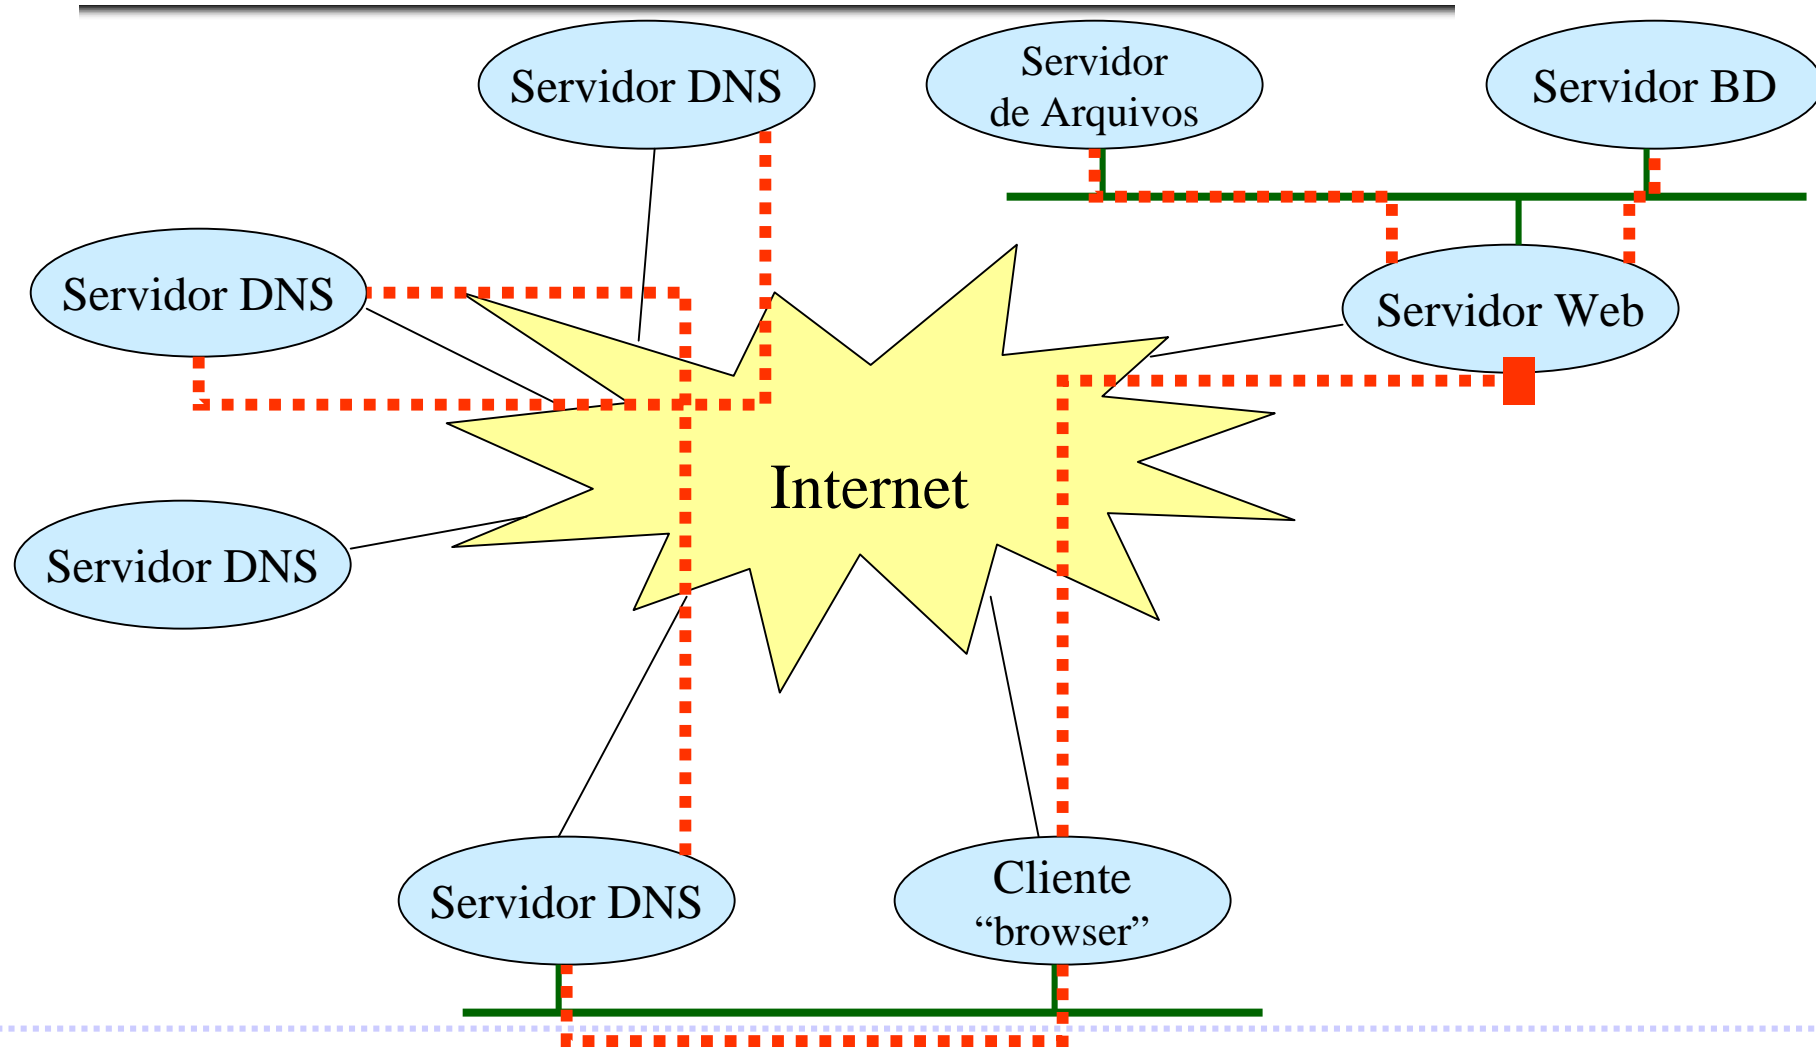 Servidor DNS
Servidor
de Arquivos
Servidor BD
Servidor DNS
Servidor Web
Internet
Servidor DNS
Servidor DNS
Cliente
“browser”